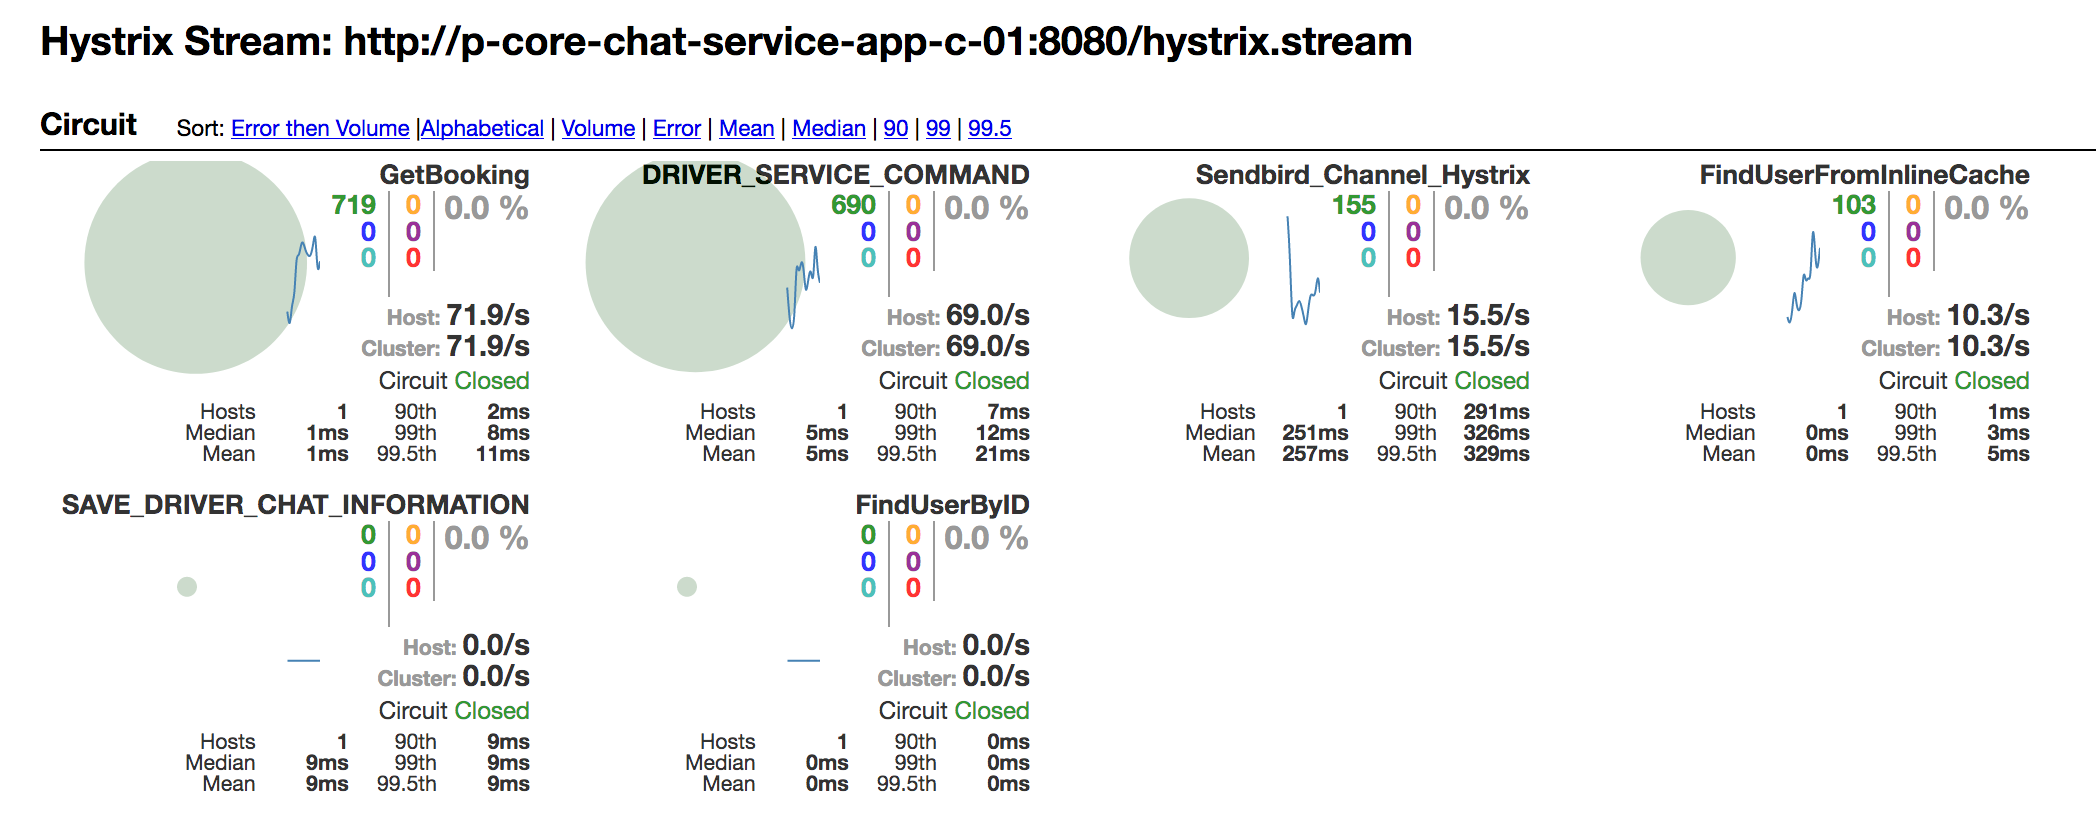 Hystrix Stream: http://p-core-chat-service-app-c-01:8080/hystrix.stream
Circuit Sort: Error then Volume |Alphabetical | Volume | Error | Mean | Median | 90 | 99 | 99.5
GetBooking
719 0 0.0 %
0 0
0 0
Host: 71.9/s
Cluster: 71.9/s
Circuit Closed
Hosts 1 90th 2ms
Median 1ms 99th 8ms
Mean 1ms 99.5th 11ms
DRIVER_SERVICE_COMMAND
690 0 0.0 %
0 0
0 0
Host: 69.0/s
Cluster: 69.0/s
Circuit Closed
Hosts 1 90th 7ms
Median 5ms 99th 12ms
Mean 5ms 99.5th 21ms
Sendbird_Channel_Hystrix
155 0 0.0 %
0 0
0 0
Host: 15.5/s
Cluster: 15.5/s
Circuit Closed
Hosts 1 90th 291ms
Median 251ms 99th 326ms
Mean 257ms 99.5th 329ms
FindUserFromInlineCache
103 0 0.0 %
0 0
0 0
Host: 10.3/s
Cluster: 10.3/s
Circuit Closed
Hosts 1 90th 1ms
Median 0ms 99th 3ms
Mean 0ms 99.5th 5ms
SAVE_DRIVER_CHAT_INFORMATION
0 0 0.0 %
0 0
0 0
Host: 0.0/s
Cluster: 0.0/s
Circuit Closed
Hosts 1 90th 9ms
Median 9ms 99th 9ms
Mean 9ms 99.5th 9ms
FindUserByID
0 0 0.0 %
0 0
0 0
Host: 0.0/s
Cluster: 0.0/s
Circuit Closed
Hosts 1 90th 0ms
Median 0ms 99th 0ms
Mean 0ms 99.5th 0ms